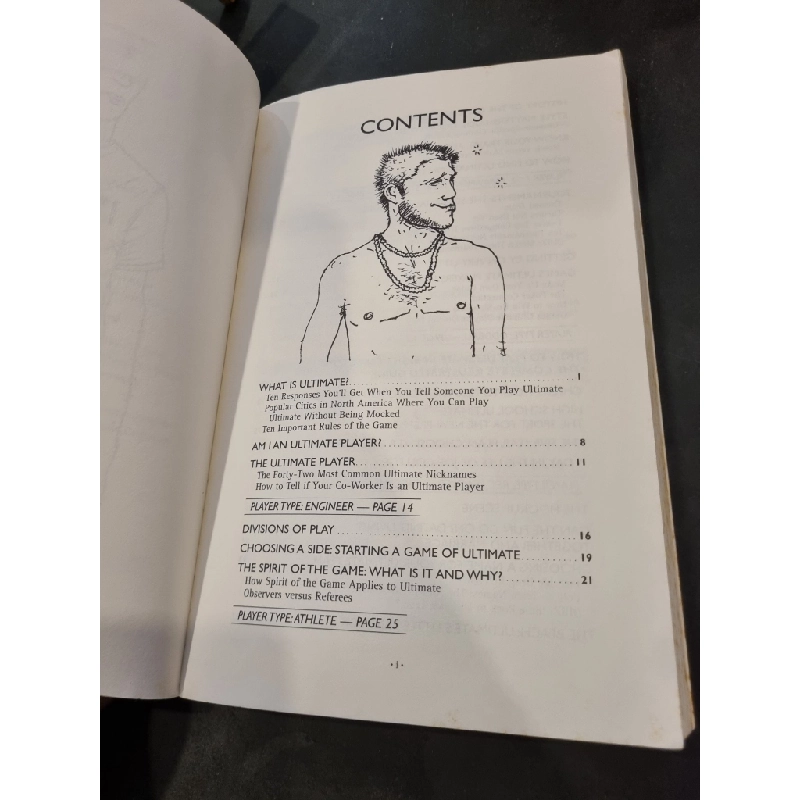 CONTENTS
WHAT IS ULTIMATE? . . . . . . . . . . . . . . . . . . . . . . . . . . . . . . 1
Ten Responses You'll Get When You Tell Someone You Play Ultimate
Popular Cities in North America Where You Can Play
Ultimate Without Being Mocked
Ten Important Rules of the Game
AM I AN ULTIMATE PLAYER? . . . . . . . . . . . . . . . . . . . . . . . . . . 8
THE ULTIMATE PLAYER . . . . . . . . . . . . . . . . . . . . . . . . . . . . . 11
The Forty-Two Most Common Ultimate Nicknames
How to Tell if Your Co-Worker Is an Ultimate Player
PLAYER TYPE: ENGINEER — PAGE 14
DIVISIONS OF PLAY . . . . . . . . . . . . . . . . . . . . . . . . . . . . . . 16
CHOOSING A SIDE: STARTING A GAME OF ULTIMATE . . . . . . . . . . 19
THE SPIRIT OF THE GAME: WHAT IS IT AND WHY? . . . . . . . . . . . 21
How Spirit of the Game Applies to Ultimate
Observers versus Referees
PLAYER TYPE: ATHLETE — PAGE 25